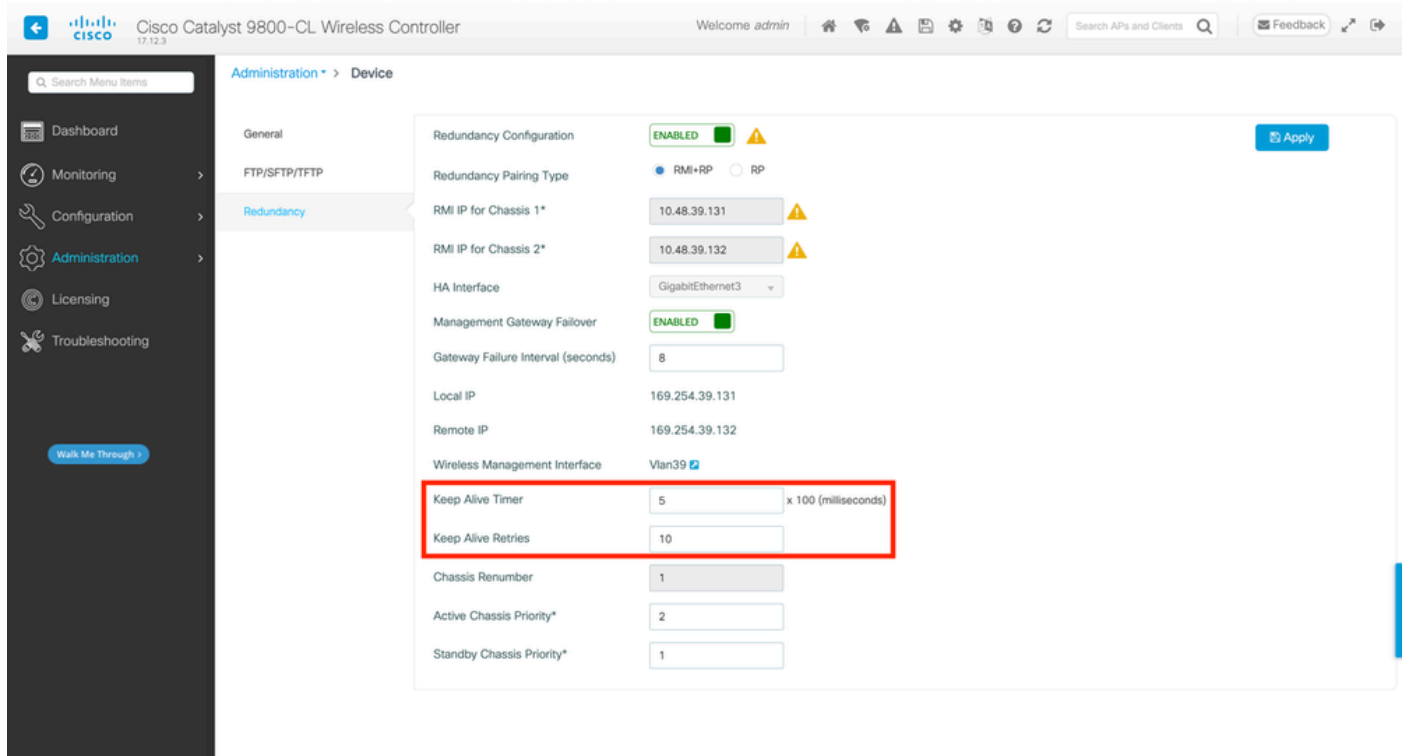 CISCO
Cisco Catalyst 9800-CL Wireless Controller
17.12.3
Welcome admin
Search APs and Clients
Feedback
Search Menu Items
Dashboard
Monitoring
Configuration
Administration
Licensing
Troubleshooting
Walk Me Through >
Administration > Device
General
FTP/SFTP/TFTP
Redundancy
Apply
Redundancy Configuration ENABLED
Redundancy Pairing Type RMI+RP RP
RMI IP for Chassis 1* 10.48.39.131
RMI IP for Chassis 2* 10.48.39.132
HA Interface GigabitEthernet3
Management Gateway Failover ENABLED
Gateway Failure Interval (seconds) 8
Local IP 169.254.39.131
Remote IP 169.254.39.132
Wireless Management Interface Vlan39
Keep Alive Timer 5 x 100 (milliseconds)
Keep Alive Retries 10
Chassis Renumber 1
Active Chassis Priority* 2
Standby Chassis Priority* 1